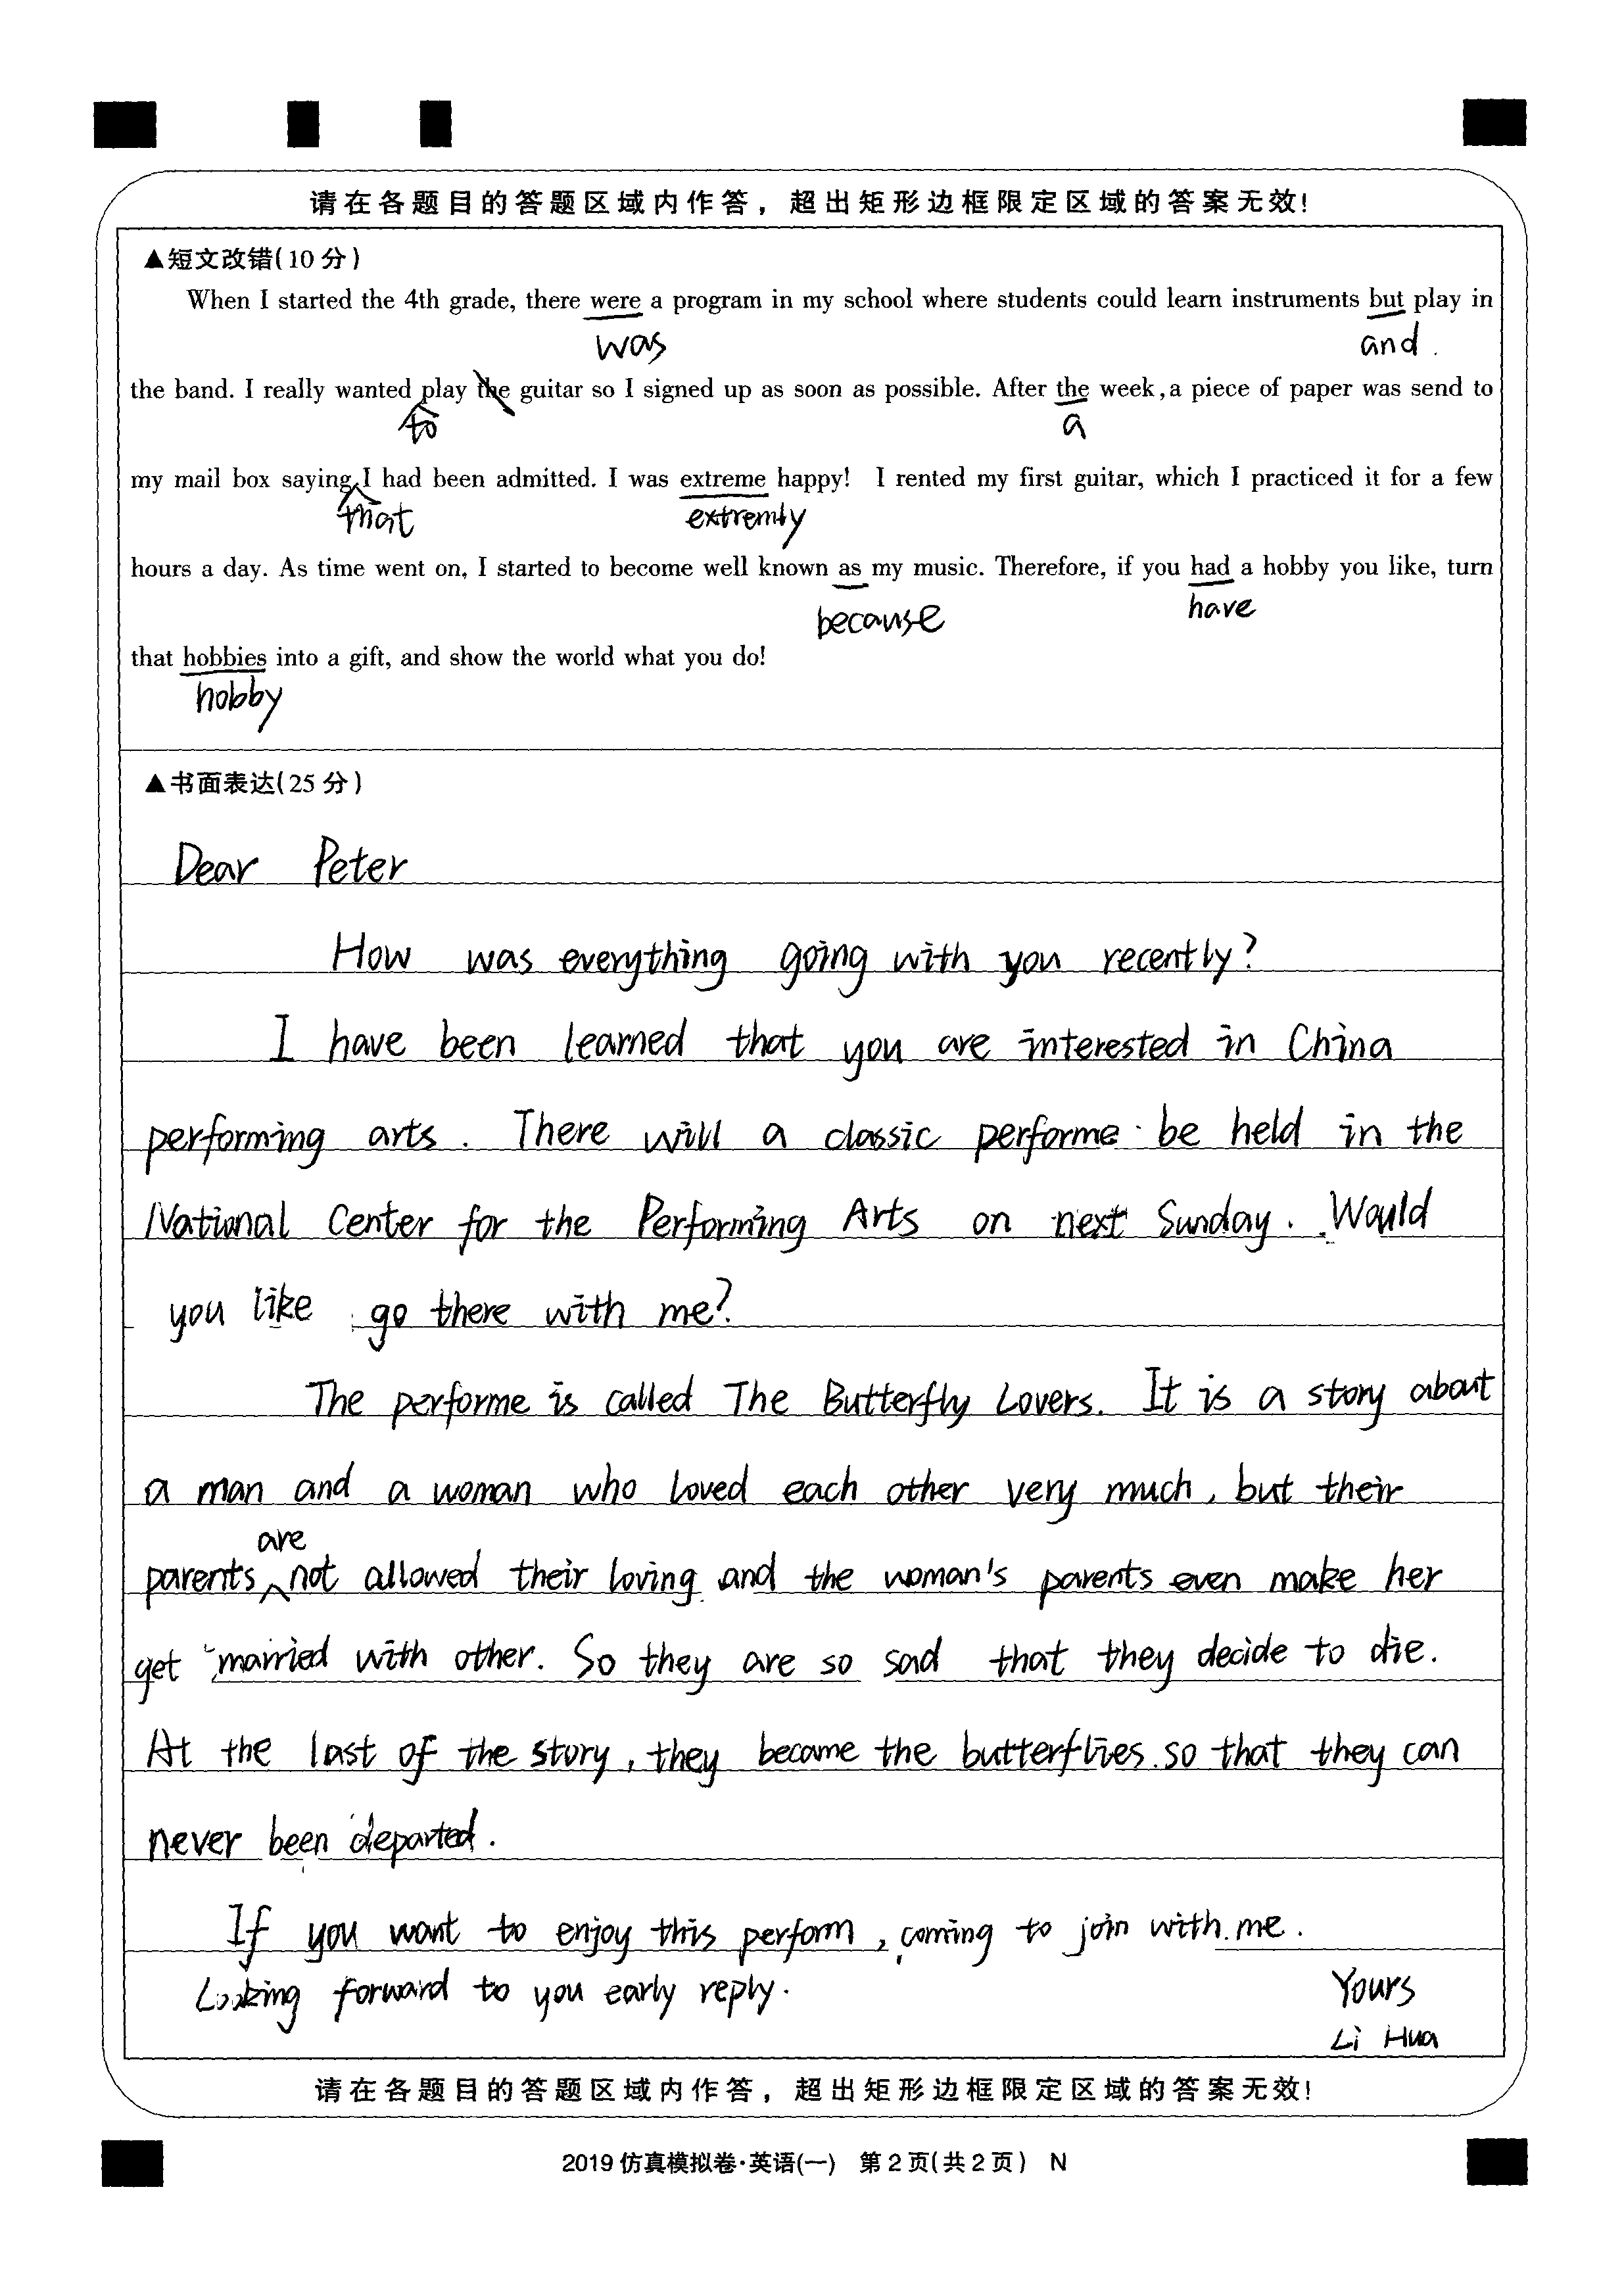 请在各题目的答题区域内作答，超出矩形边框限定区域的答案无效!
▲短文改错(10分)
When I started the 4th grade, there were a program in my school where students could learn instruments but play in
was and.
the band. I really wanted play the guitar so I signed up as soon as possible. After the week, a piece of paper was send to
to a
my mail box saying I had been admitted. I was extreme happy! I rented my first guitar, which I practiced it for a few
that extremly
hours a day. As time went on, I started to become well known as my music. Therefore, if you had a hobby you like, turn
because have
that hobbies into a gift, and show the world what you do!
hobby
▲书面表达(25分)
Dear Peter
How was everything going with you recently?
I have been learned that you are interested in China
performing arts. There will a classic performe be held in the
National Center for the Performing Arts on next Sunday. Would
you like go there with me?
The performe is called The Butterfly Lovers. It is a story about
a man and a woman who loved each other very much, but their
are
parents not allowed their loving and the woman's parents even make her
get married with other. So they are so sad that they decide to die.
At the last of the story, they become the butterflies so that they can
never been departed.
If you want to enjoy this perform, coming to join with me.
Looking forward to you early reply.
Yours
Li Hua
请在各题目的答题区域内作答，超出矩形边框限定区域的答案无效!
2019仿真模拟卷·英语(一) 第2页(共2页) N